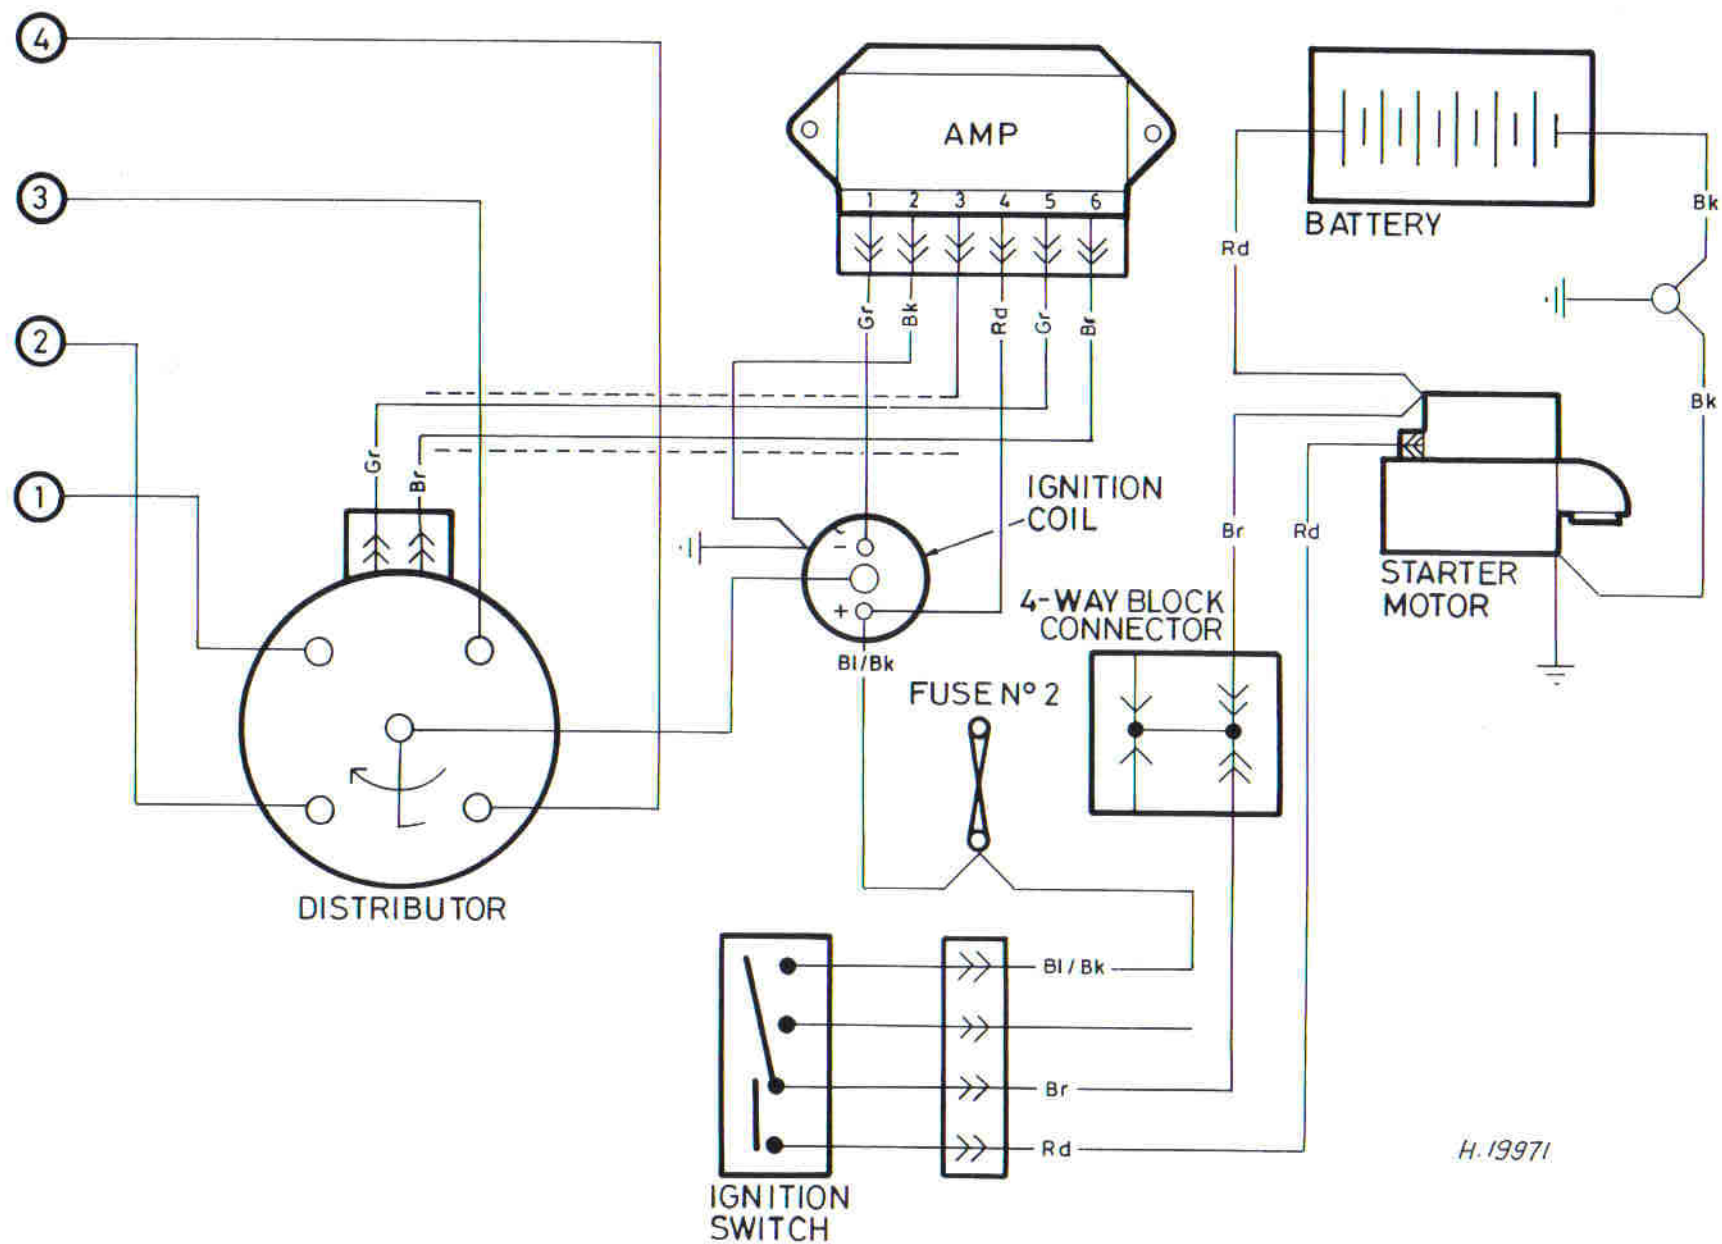 4
AMP
1 2 3 4 5 6
BATTERY
Bk
Rd
3
Gr
Bk
Rd
Gr
Br
2
Bk
1
Gr
Br
IGNITION
COIL
-
+
Bl/Bk
Br
Rd
STARTER
MOTOR
4-WAY BLOCK
CONNECTOR
FUSE Nº 2
DISTRIBUTOR
Bl/Bk
Br
Rd
IGNITION
SWITCH
H.19971